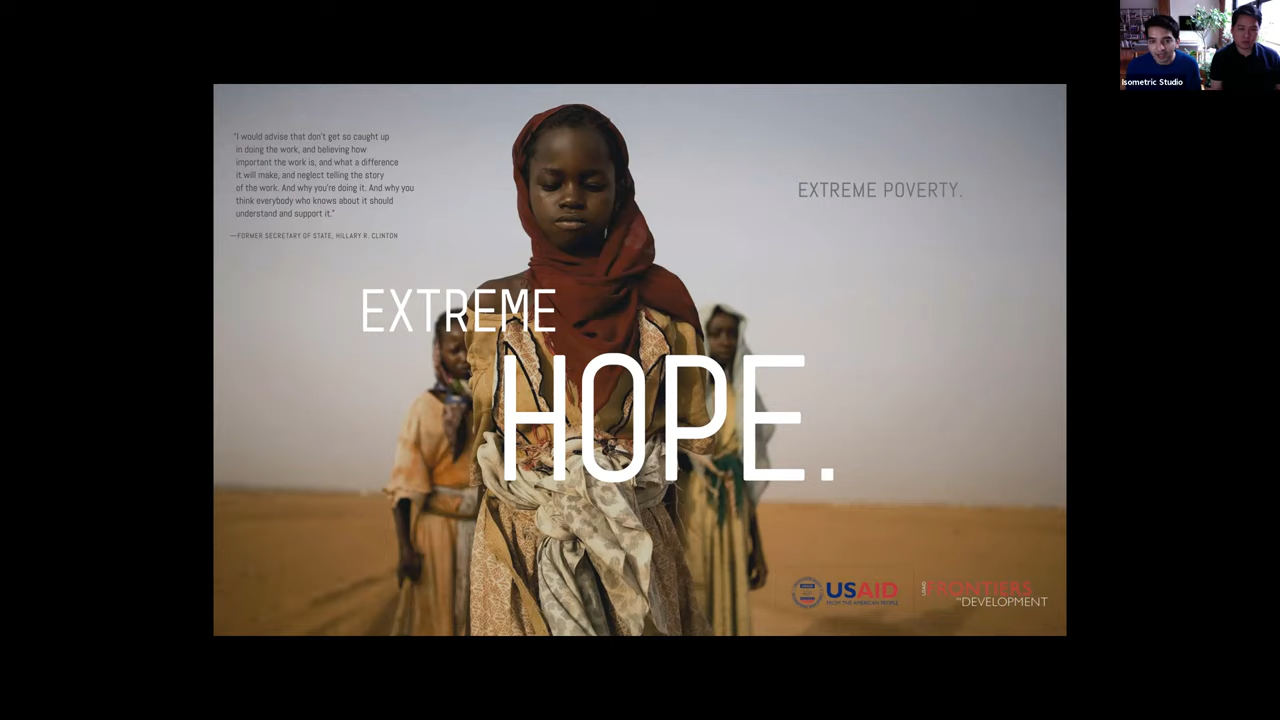 "I would advise that don't get so caught up
in doing the work, and believing how
important the work is, and what a difference
it will make, and neglect telling the story
of the work. And why you're doing it. And why you
think everybody who knows about it should
understand and support it."
—FORMER SECRETARY OF STATE, HILLARY R. CLINTON
EXTREME POVERTY.
EXTREME
HOPE.
USAID
FROM THE AMERICAN PEOPLE
USAID
FRONTIERS
IN DEVELOPMENT
Isometric Studio